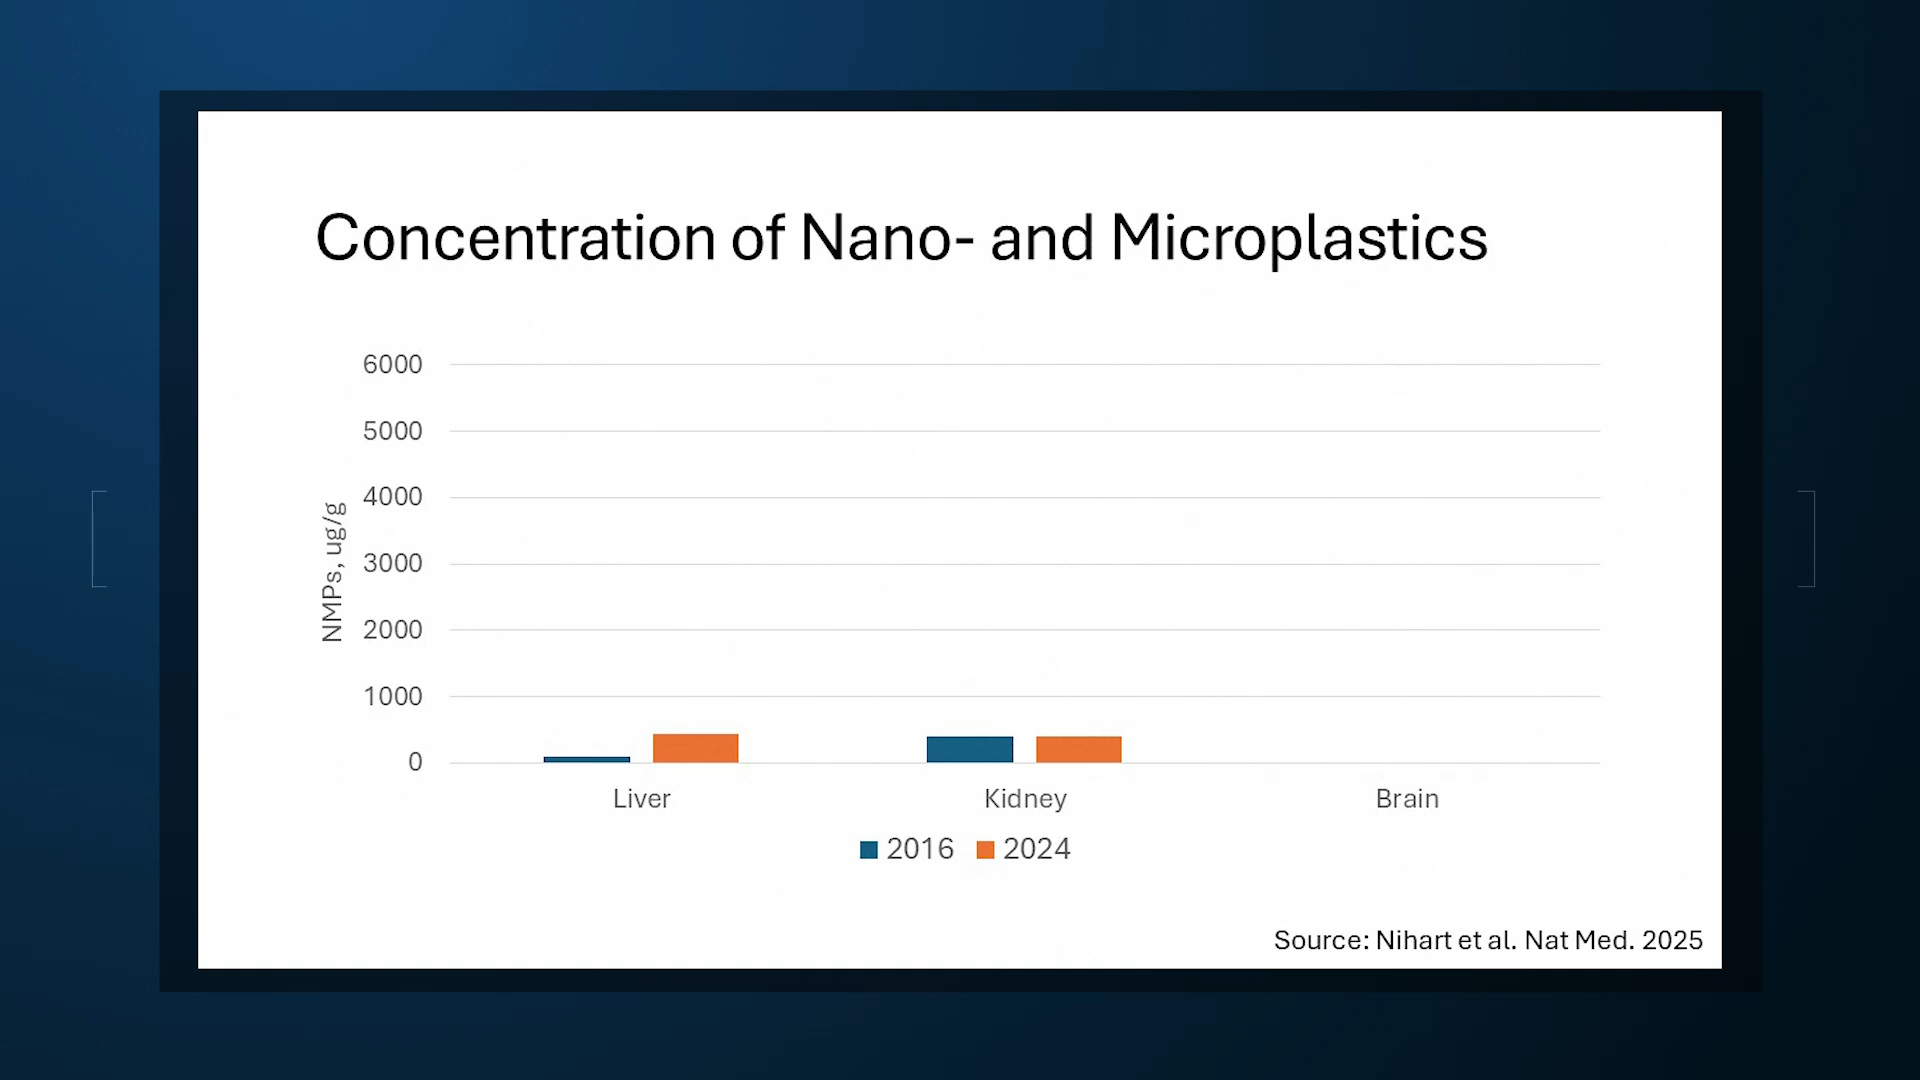 Concentration of Nano- and Microplastics
6000
5000
4000
3000
2000
1000
0
NMPs, ug/g
Liver Kidney Brain
2016 2024
Source: Nihart et al. Nat Med. 2025